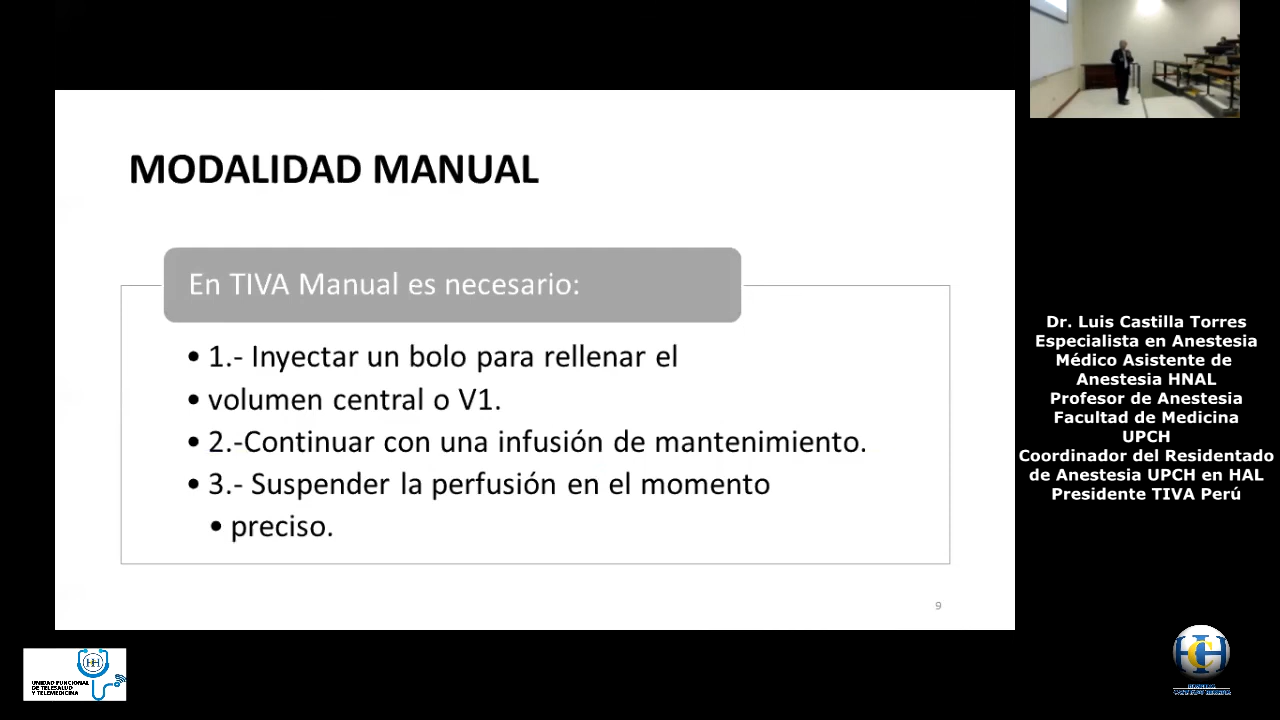 MODALIDAD MANUAL
En TIVA Manual es necesario:
• 1.- Inyectar un bolo para rellenar el
• volumen central o V1.
• 2.-Continuar con una infusión de mantenimiento.
• 3.- Suspender la perfusión en el momento
• preciso.
9
Dr. Luis Castilla Torres
Especialista en Anestesia
Médico Asistente de
Anestesia HNAL
Profesor de Anestesia
Facultad de Medicina
UPCH
Coordinador del Residentado
de Anestesia UPCH en HAL
Presidente TIVA Perú
UNIDAD FUNCIONAL
DE TELESALUD
Y TELEMEDICINA